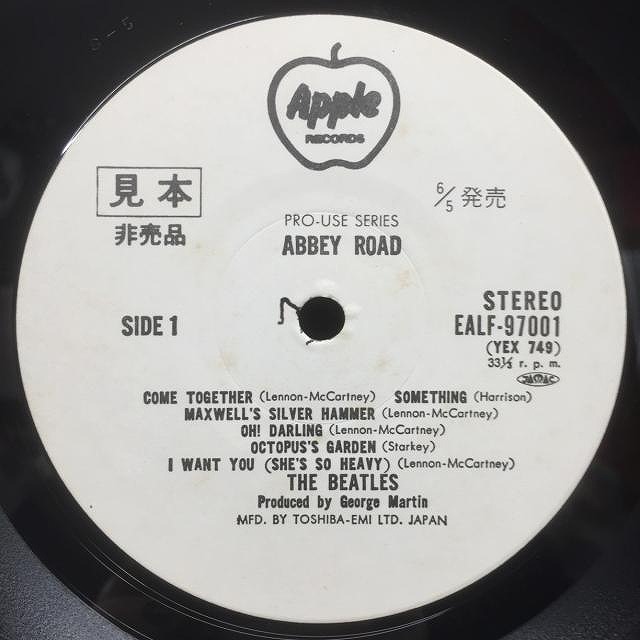 8-5
Apple
RECORDS
見本
非売品
6/5 発売
PRO-USE SERIES
ABBEY ROAD
SIDE 1
STEREO
EALF-97001
(YEX 749)
33⅓ r. p. m.
JASRAC
COME TOGETHER (Lennon-McCartney) SOMETHING (Harrison)
MAXWELL'S SILVER HAMMER (Lennon-McCartney)
OH! DARLING (Lennon-McCartney)
OCTOPUS'S GARDEN (Starkey)
I WANT YOU (SHE'S SO HEAVY) (Lennon-McCartney)
THE BEATLES
Produced by George Martin
MFD. BY TOSHIBA-EMI LTD. JAPAN